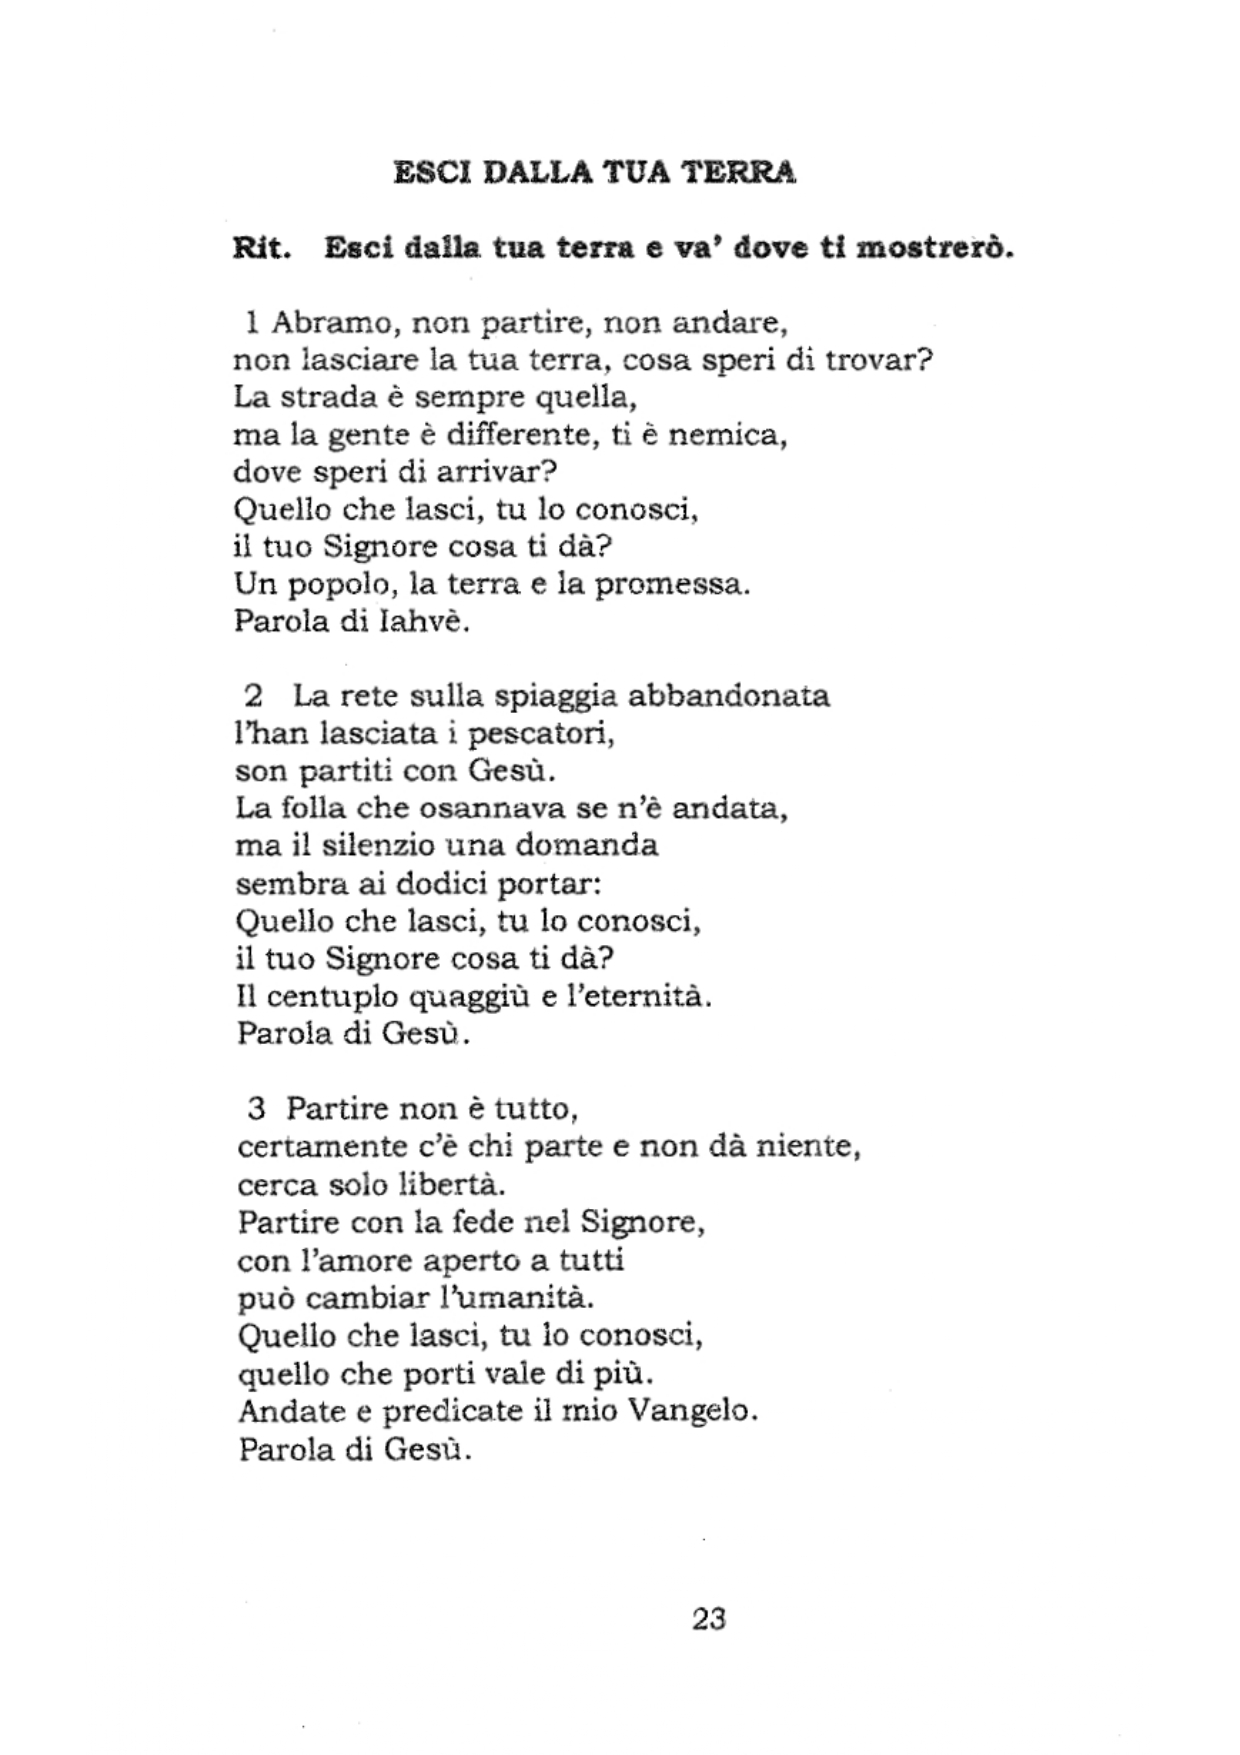 ESCI DALLA TUA TERRA
Rit. Esci dalla tua terra e va' dove ti mostrerò.
1 Abramo, non partire, non andare,
non lasciare la tua terra, cosa speri di trovar?
La strada è sempre quella,
ma la gente è differente, ti è nemica,
dove speri di arrivar?
Quello che lasci, tu lo conosci,
il tuo Signore cosa ti dà?
Un popolo, la terra e la promessa.
Parola di Iahvè.
2 La rete sulla spiaggia abbandonata
l'han lasciata i pescatori,
son partiti con Gesù.
La folla che osannava se n'è andata,
ma il silenzio una domanda
sembra ai dodici portar:
Quello che lasci, tu lo conosci,
il tuo Signore cosa ti dà?
Il centuplo quaggiù e l'eternità.
Parola di Gesù.
3 Partire non è tutto,
certamente c'è chi parte e non dà niente,
cerca solo libertà.
Partire con la fede nel Signore,
con l'amore aperto a tutti
può cambiar l'umanità.
Quello che lasci, tu lo conosci,
quello che porti vale di più.
Andate e predicate il mio Vangelo.
Parola di Gesù.
23